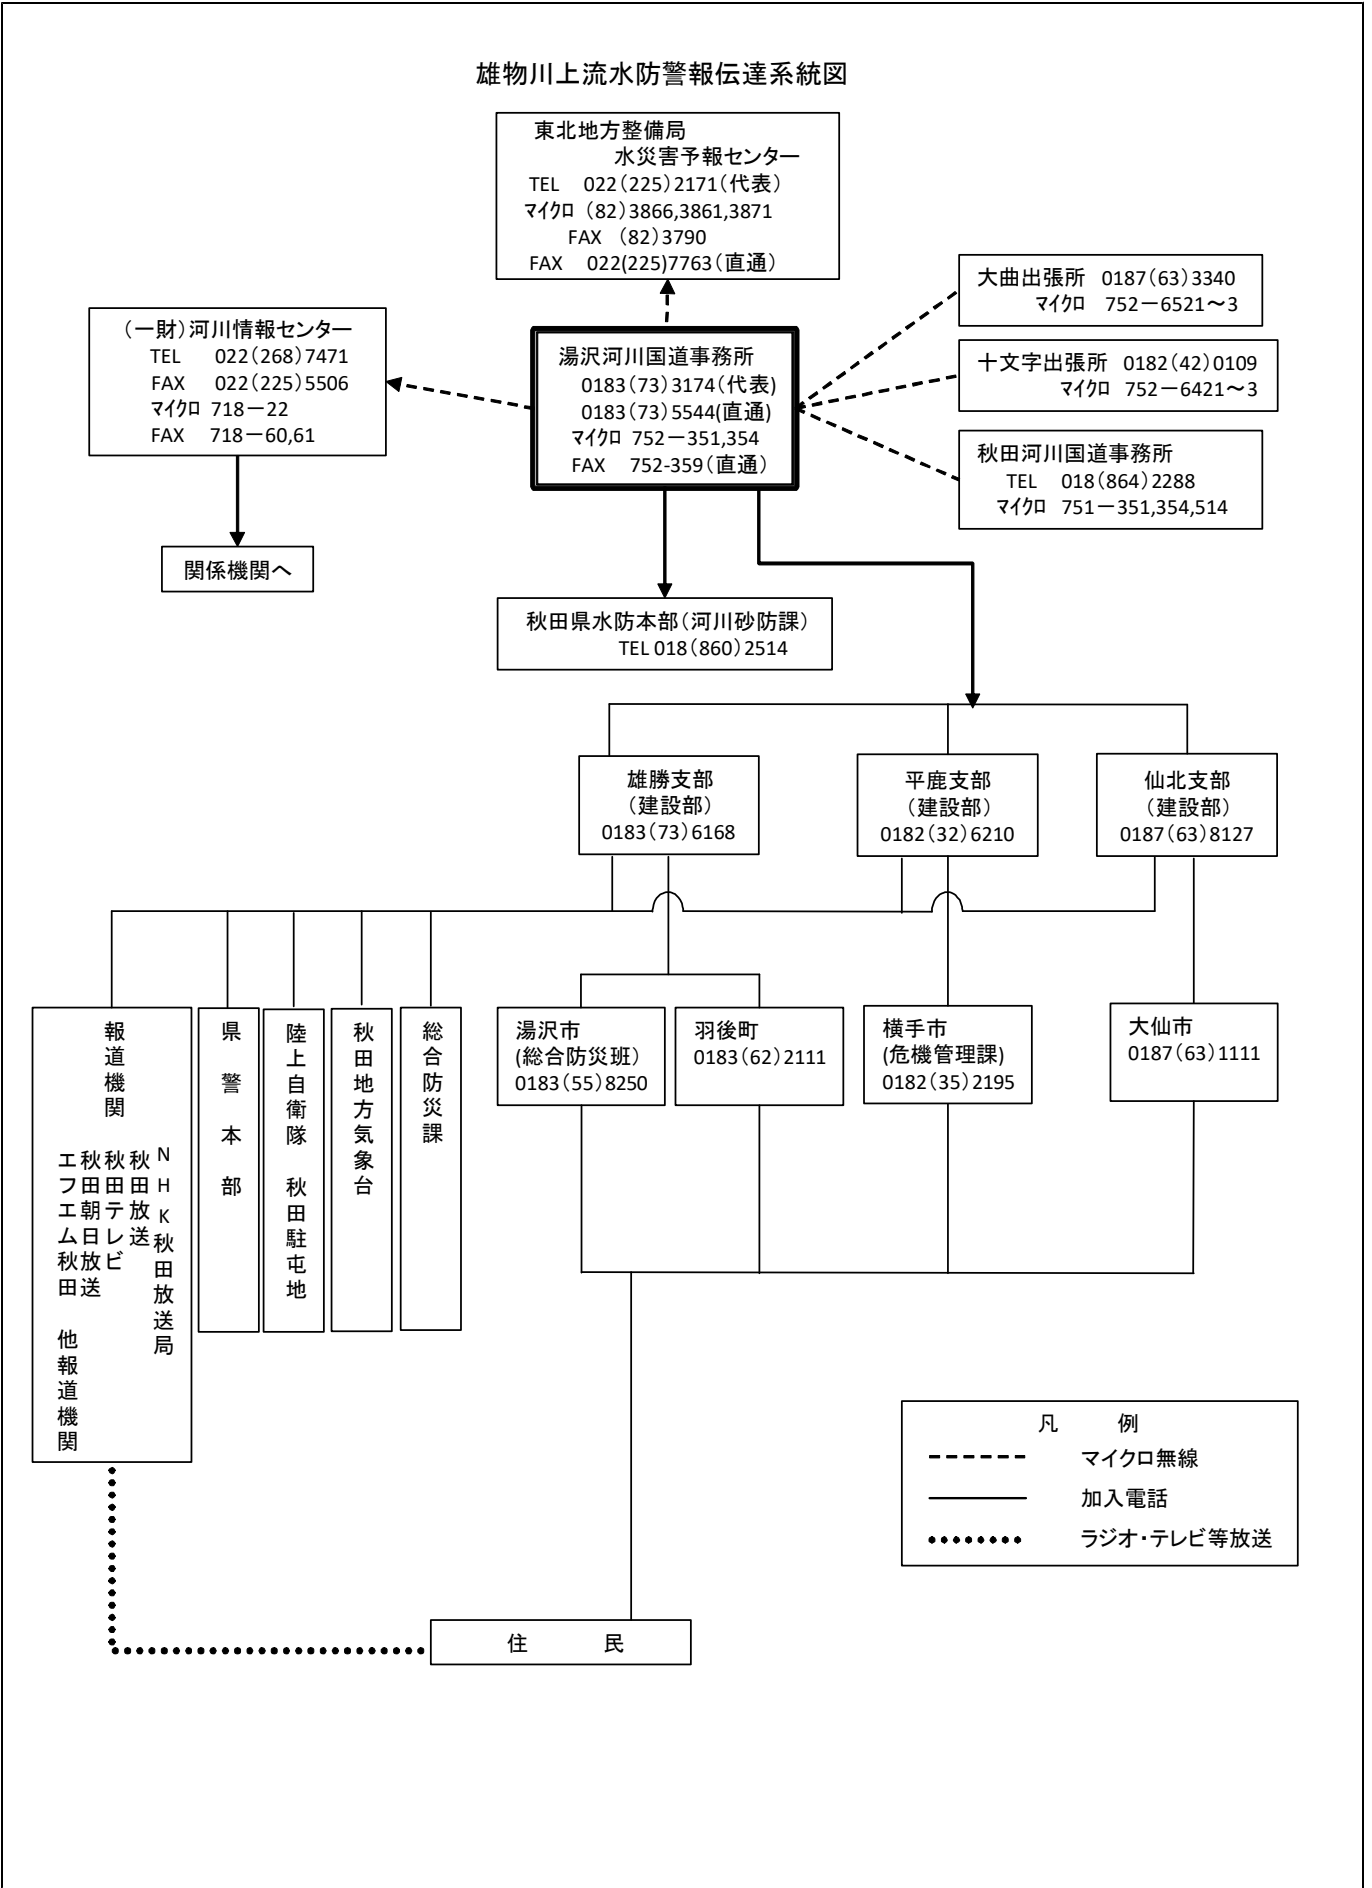 雄物川上流水防警報伝達系統図
東北地方整備局
水災害予報センター
TEL 022(225)2171(代表)
マイクロ (82)3866,3861,3871
FAX (82)3790
FAX 022(225)7763(直通)
(一財)河川情報センター
TEL 022(268)7471
FAX 022(225)5506
マイクロ 718－22
FAX 718－60,61
湯沢河川国道事務所
0183(73)3174(代表)
0183(73)5544(直通)
マイクロ 752－351,354
FAX 752-359(直通)
大曲出張所 0187(63)3340
マイクロ 752－6521～3
十文字出張所 0182(42)0109
マイクロ 752－6421～3
秋田河川国道事務所
TEL 018(864)2288
マイクロ 751－351,354,514
関係機関へ
秋田県水防本部(河川砂防課)
TEL 018(860)2514
雄勝支部
(建設部)
0183(73)6168
平鹿支部
(建設部)
0182(32)6210
仙北支部
(建設部)
0187(63)8127
報道機関
NHK秋田放送局
秋田放送
秋田テレビ
秋田朝日放送
エフエム秋田 他報道機関
県警本部
陸上自衛隊 秋田駐屯地
秋田地方気象台
総合防災課
湯沢市
(総合防災班)
0183(55)8250
羽後町
0183(62)2111
横手市
(危機管理課)
0182(35)2195
大仙市
0187(63)1111
凡 例
マイクロ無線
加入電話
ラジオ・テレビ等放送
住 民